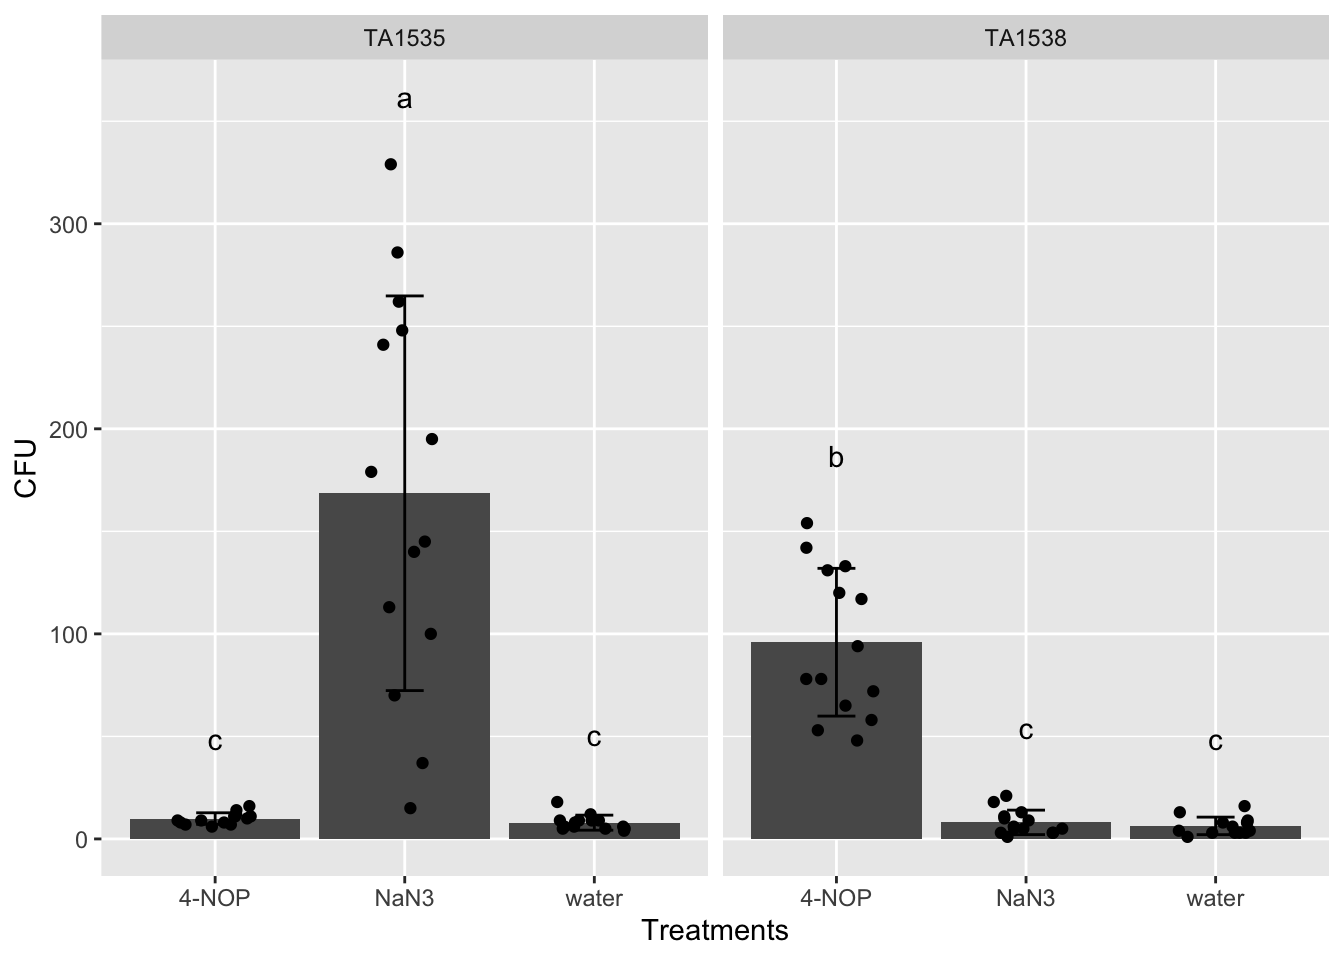 TA1535 TA1538
a
300
200
b
100
c c c c
0
4-NOP NaN3 water 4-NOP NaN3 water
Treatments
CFU